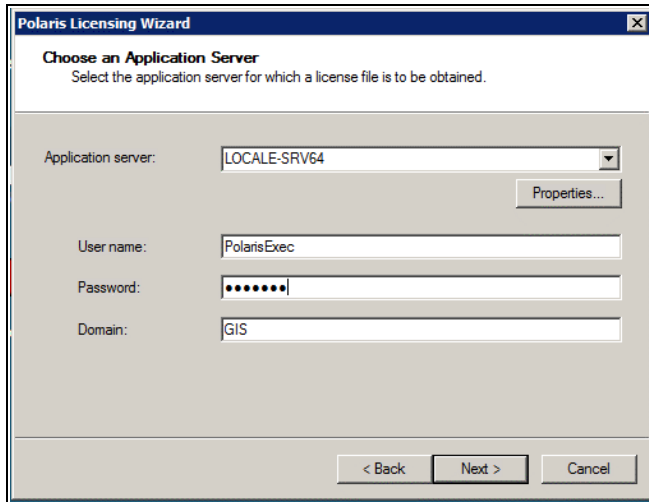 Polaris Licensing Wizard
Choose an Application Server
Select the application server for which a license file is to be obtained.
Application server:
LOCALE-SRV64
Properties...
User name:
PolarisExec
Password:
•••••••
Domain:
GIS
< Back
Next >
Cancel